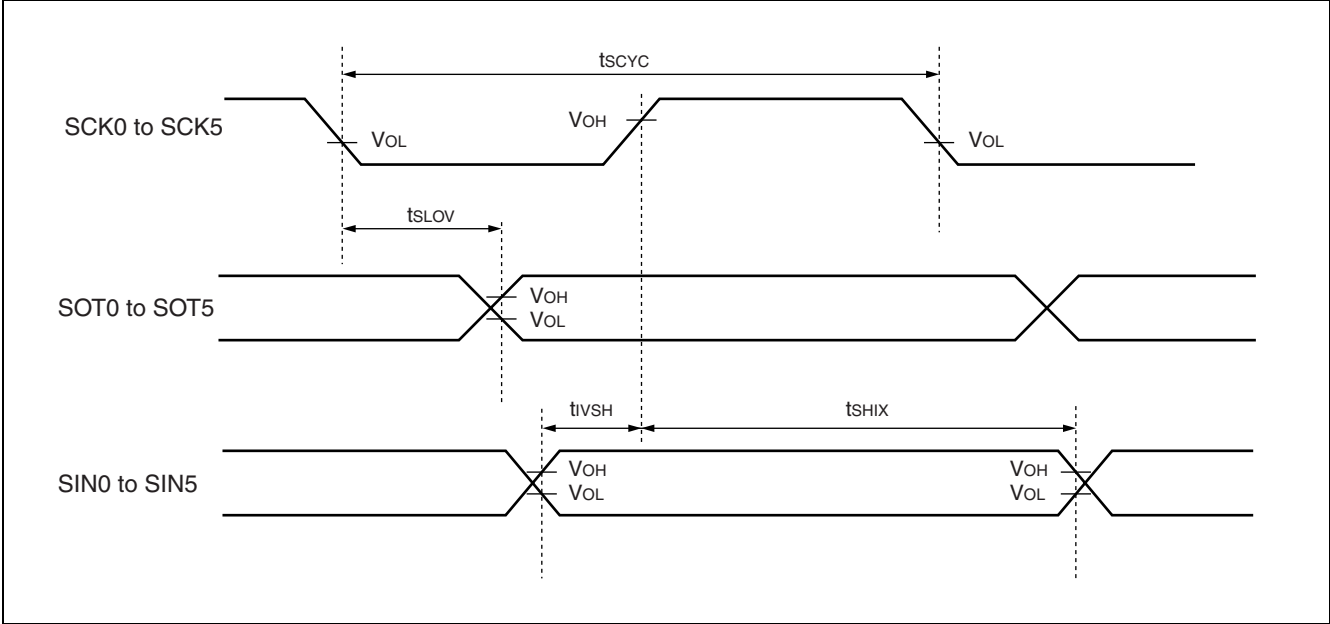 tSCYC
SCK0 to SCK5
VOL
VOH
VOL
tSLOV
SOT0 to SOT5
VOH
VOL
tIVSH
tSHIX
SIN0 to SIN5
VOH
VOL
VOH
VOL